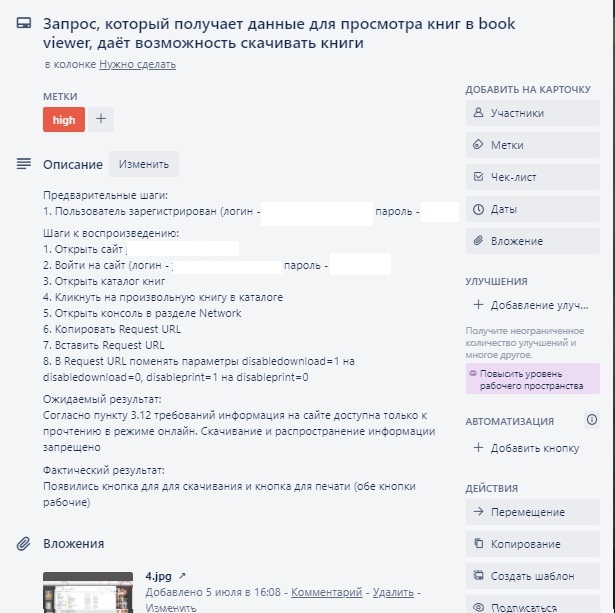 Запрос, который получает данные для просмотра книг в book
viewer, даёт возможность скачивать книги
в колонке Нужно сделать
МЕТКИ
high +
Описание Изменить
Предварительные шаги:
1. Пользователь зарегистрирован (логин - пароль -
Шаги к воспроизведению:
1. Открыть сайт
2. Войти на сайт (логин - пароль -
3. Открыть каталог книг
4. Кликнуть на произвольную книгу в каталоге
5. Открыть консоль в разделе Network
6. Копировать Request URL
7. Вставить Request URL
8. В Request URL поменять параметры disabledownload=1 на
disabledownload=0, disableprint=1 на disableprint=0
Ожидаемый результат:
Согласно пункту 3.12 требований информация на сайте доступна только к
прочтению в режиме онлайн. Скачивание и распространение информации
запрещено
Фактический результат:
Появились кнопка для для скачивания и кнопка для печати (обе кнопки
рабочие)
Вложения
4.jpg ↗
Добавлено 5 июля в 16:08 - Комментарий - Удалить -
Изменить
ДОБАВИТЬ НА КАРТОЧКУ
Участники
Метки
Чек-лист
Даты
Вложение
УЛУЧШЕНИЯ
+ Добавление улуч...
Получите неограниченное
количество улучшений и
многое другое.
Повысить уровень
рабочего пространства
АВТОМАТИЗАЦИЯ
+ Добавить кнопку
ДЕЙСТВИЯ
Перемещение
Копирование
Создать шаблон
Подписаться